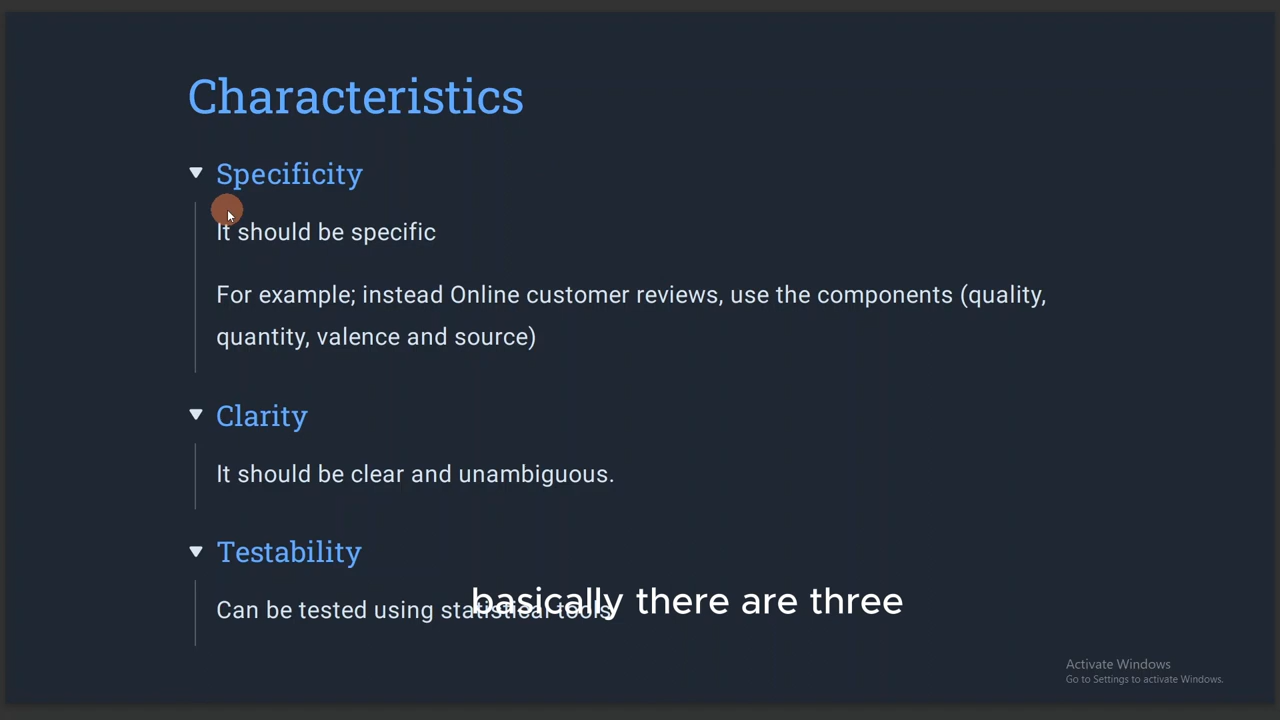 Characteristics
Specificity
It should be specific
For example; instead Online customer reviews, use the components (quality,
quantity, valence and source)
Clarity
It should be clear and unambiguous.
Testability
Can be tested using statistical tools
basically there are three
Activate Windows
Go to Settings to activate Windows.